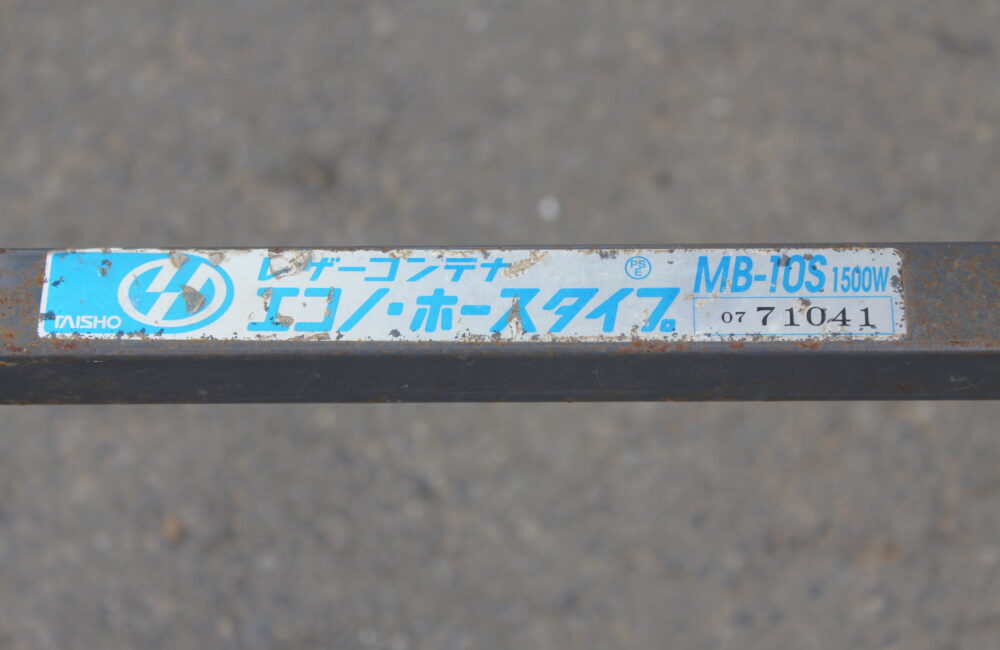 TAISHO
レザーコンテナ
エコノ・ホースタイプ
PS
E
MB-10S 1500W
07 71041